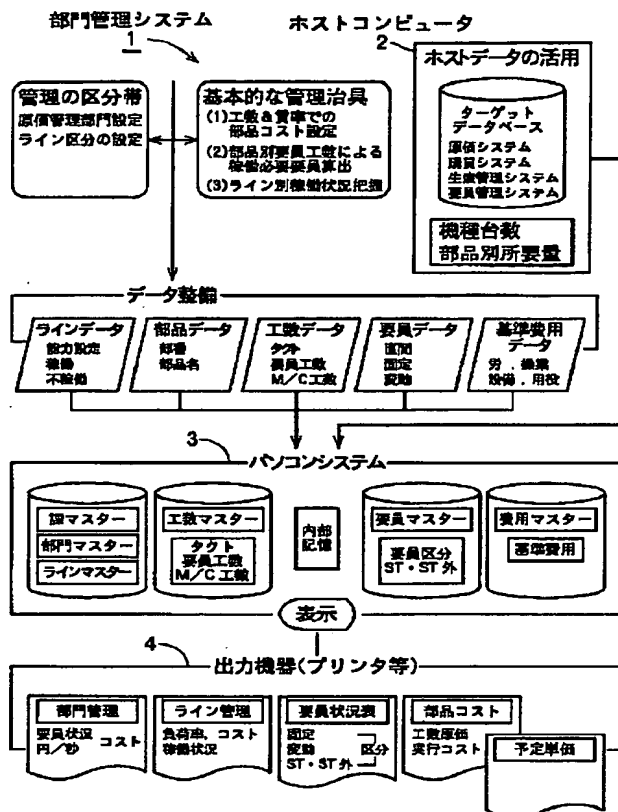 部門管理システム
1
ホストコンピュータ
2
ホストデータの活用
ターゲット
データベース
原価システム
購買システム
生産管理システム
要員管理システム
機種台数
部品別所要量
管理の区分帯
原価管理部門設定
ライン区分の設定
基本的な管理治具
(1)工数&賃率での
部品コスト設定
(2)部品別要員工数による
稼働必要要員算出
(3)ライン別稼働状況把握
データ整備
ラインデータ
能力設定
稼働
不稼働
部品データ
部番
部品名
工数データ
タクト
要員工数
M/C工数
要員データ
直間
固定
変動
基準費用
データ
労.操業
設備.用役
3
パソコンシステム
課マスター
部門マスター
ラインマスター
工数マスター
タクト
要員工数
M/C工数
内部
記憶
要員マスター
要員区分
ST・ST外
費用マスター
基準費用
表示
4
出力機器(プリンタ等)
部門管理
要員状況
円/秒
コスト
ライン管理
負荷率,コスト
稼働状況
要員状況表
固定
変動
区分
ST・ST外
部品コスト
工数原価
実行コスト
予定単価